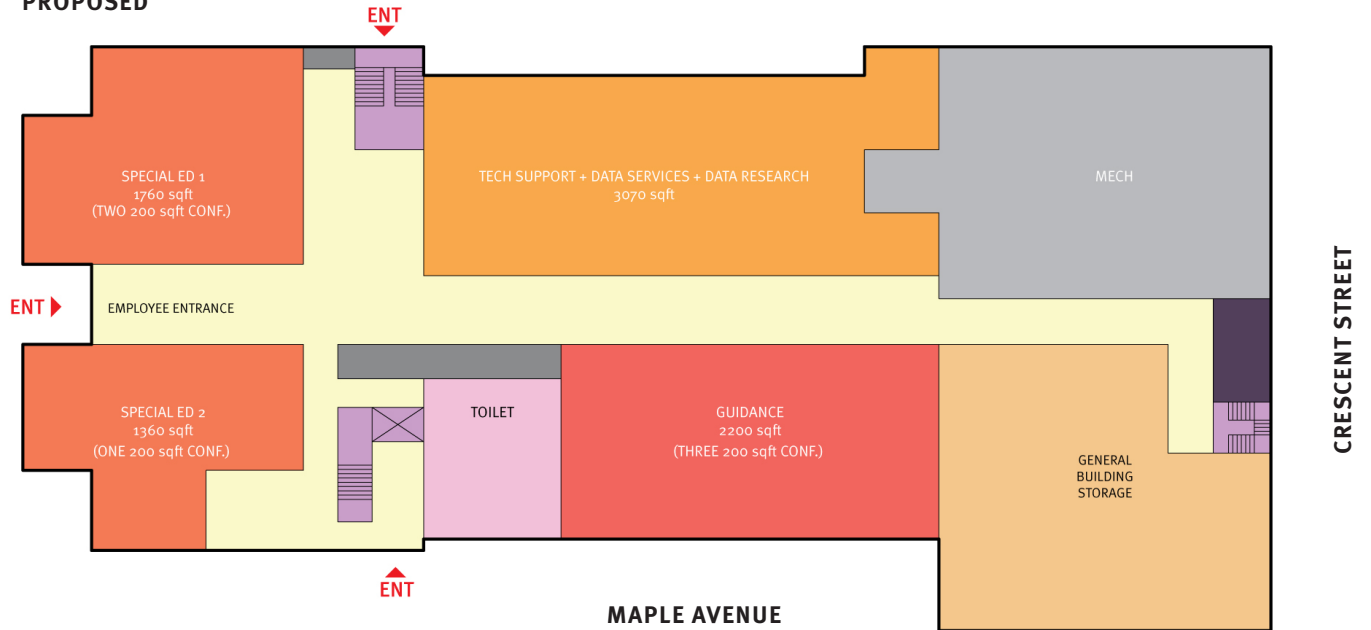 PROPOSED
ENT
SPECIAL ED 1
1760 sqft
(TWO 200 sqft CONF.)
TECH SUPPORT + DATA SERVICES + DATA RESEARCH
3070 sqft
MECH
ENT
EMPLOYEE ENTRANCE
CRESCENT STREET
SPECIAL ED 2
1360 sqft
(ONE 200 sqft CONF.)
TOILET
GUIDANCE
2200 sqft
(THREE 200 sqft CONF.)
GENERAL
BUILDING
STORAGE
ENT
MAPLE AVENUE